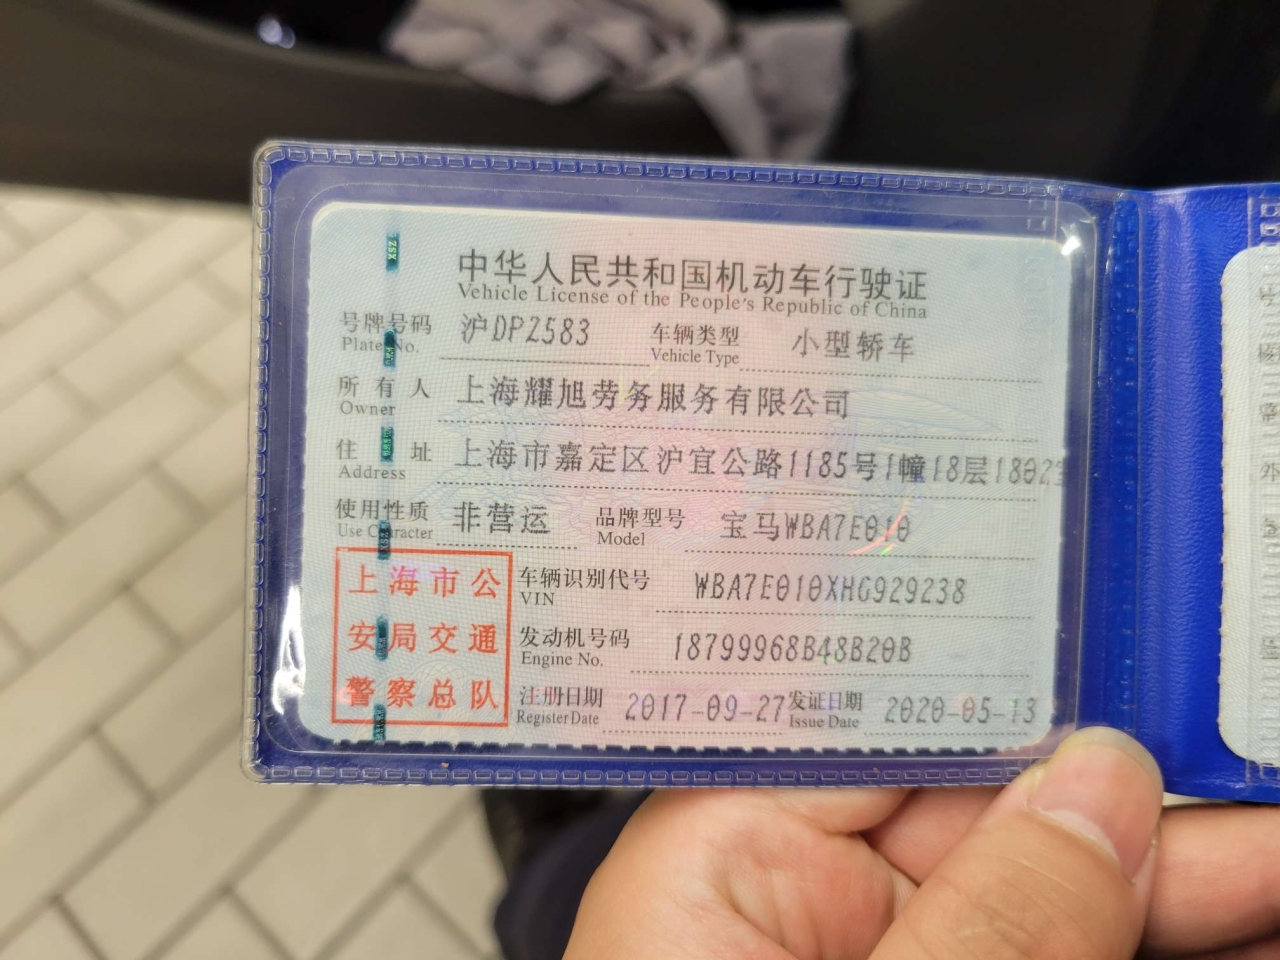 中华人民共和国机动车行驶证
Vehicle License of the People's Republic of China
号牌号码 沪DPZ583 车辆类型 小型轿车
Plate No. Vehicle Type
所有人 上海耀旭劳务服务有限公司
Owner
住址 上海市嘉定区沪宜公路1185号1幢18层1802室
Address
使用性质 非营运 品牌型号 宝马WBA7E010
Use Character Model
上海市公
安局交通
警察总队
车辆识别代号 WBA7E010XHG929238
VIN
发动机号码 18799968B48B20B
Engine No.
注册日期 2017-09-27 发证日期 2020-05-13
Register Date Issue Date